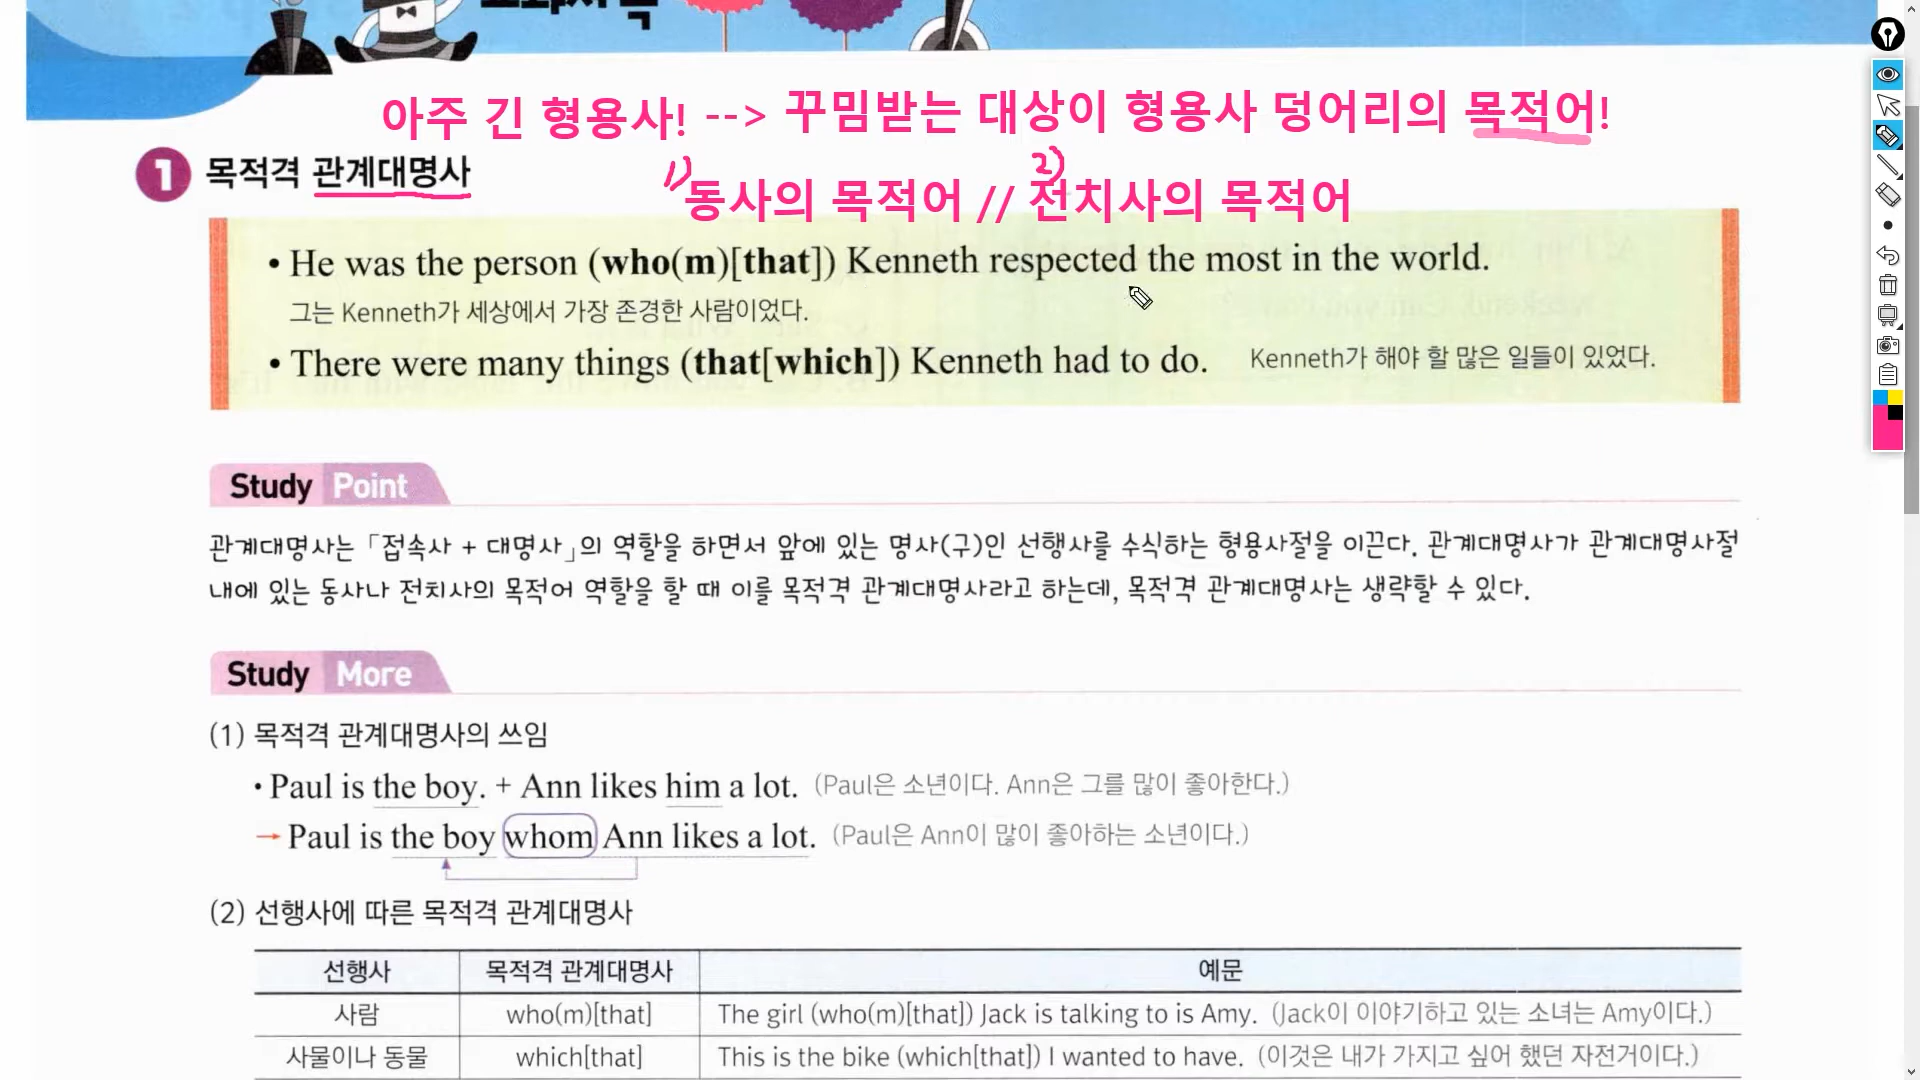 아주 긴 형용사! --> 꾸밈받는 대상이 형용사 덩어리의 목적어!
1 목적격 관계대명사
1) 동사의 목적어 // 2) 전치사의 목적어
• He was the person (who(m)[that]) Kenneth respected the most in the world.
그는 Kenneth가 세상에서 가장 존경한 사람이었다.
• There were many things (that[which]) Kenneth had to do. Kenneth가 해야 할 많은 일들이 있었다.
Study Point
관계대명사는 「접속사 + 대명사」의 역할을 하면서 앞에 있는 명사(구)인 선행사를 수식하는 형용사절을 이끈다. 관계대명사가 관계대명사절
내에 있는 동사나 전치사의 목적어 역할을 할 때 이를 목적격 관계대명사라고 하는데, 목적격 관계대명사는 생략할 수 있다.
Study More
(1) 목적격 관계대명사의 쓰임
• Paul is the boy. + Ann likes him a lot. (Paul은 소년이다. Ann은 그를 많이 좋아한다.)
→ Paul is the boy whom Ann likes a lot. (Paul은 Ann이 많이 좋아하는 소년이다.)
(2) 선행사에 따른 목적격 관계대명사
선행사 목적격 관계대명사 예문
사람 who(m)[that] The girl (who(m)[that]) Jack is talking to is Amy. (Jack이 이야기하고 있는 소녀는 Amy이다.)
사물이나 동물 which[that] This is the bike (which[that]) I wanted to have. (이것은 내가 가지고 싶어 했던 자전거이다.)